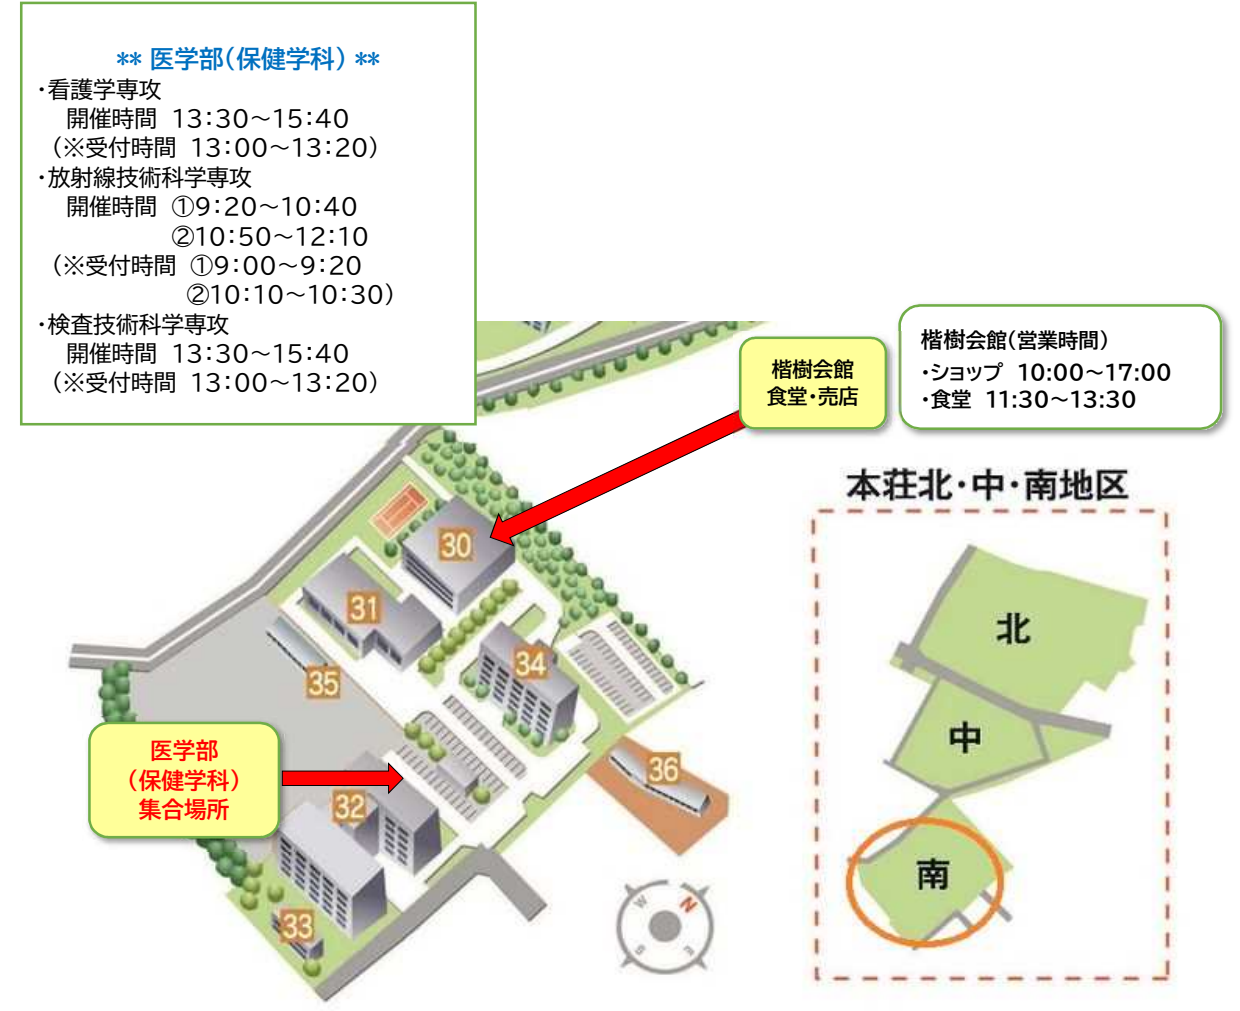 ** 医学部(保健学科) **
・看護学専攻
開催時間 13:30～15:40
(※受付時間 13:00～13:20)
・放射線技術科学専攻
開催時間 ①9:20～10:40
②10:50～12:10
(※受付時間 ①9:00～9:20
②10:10～10:30)
・検査技術科学専攻
開催時間 13:30～15:40
(※受付時間 13:00～13:20)
楷樹会館
食堂・売店
楷樹会館(営業時間)
・ショップ 10:00～17:00
・食堂 11:30～13:30
本荘北・中・南地区
北
中
南
30
31
34
35
36
医学部
(保健学科)
集合場所
32
33
N
E
S
W